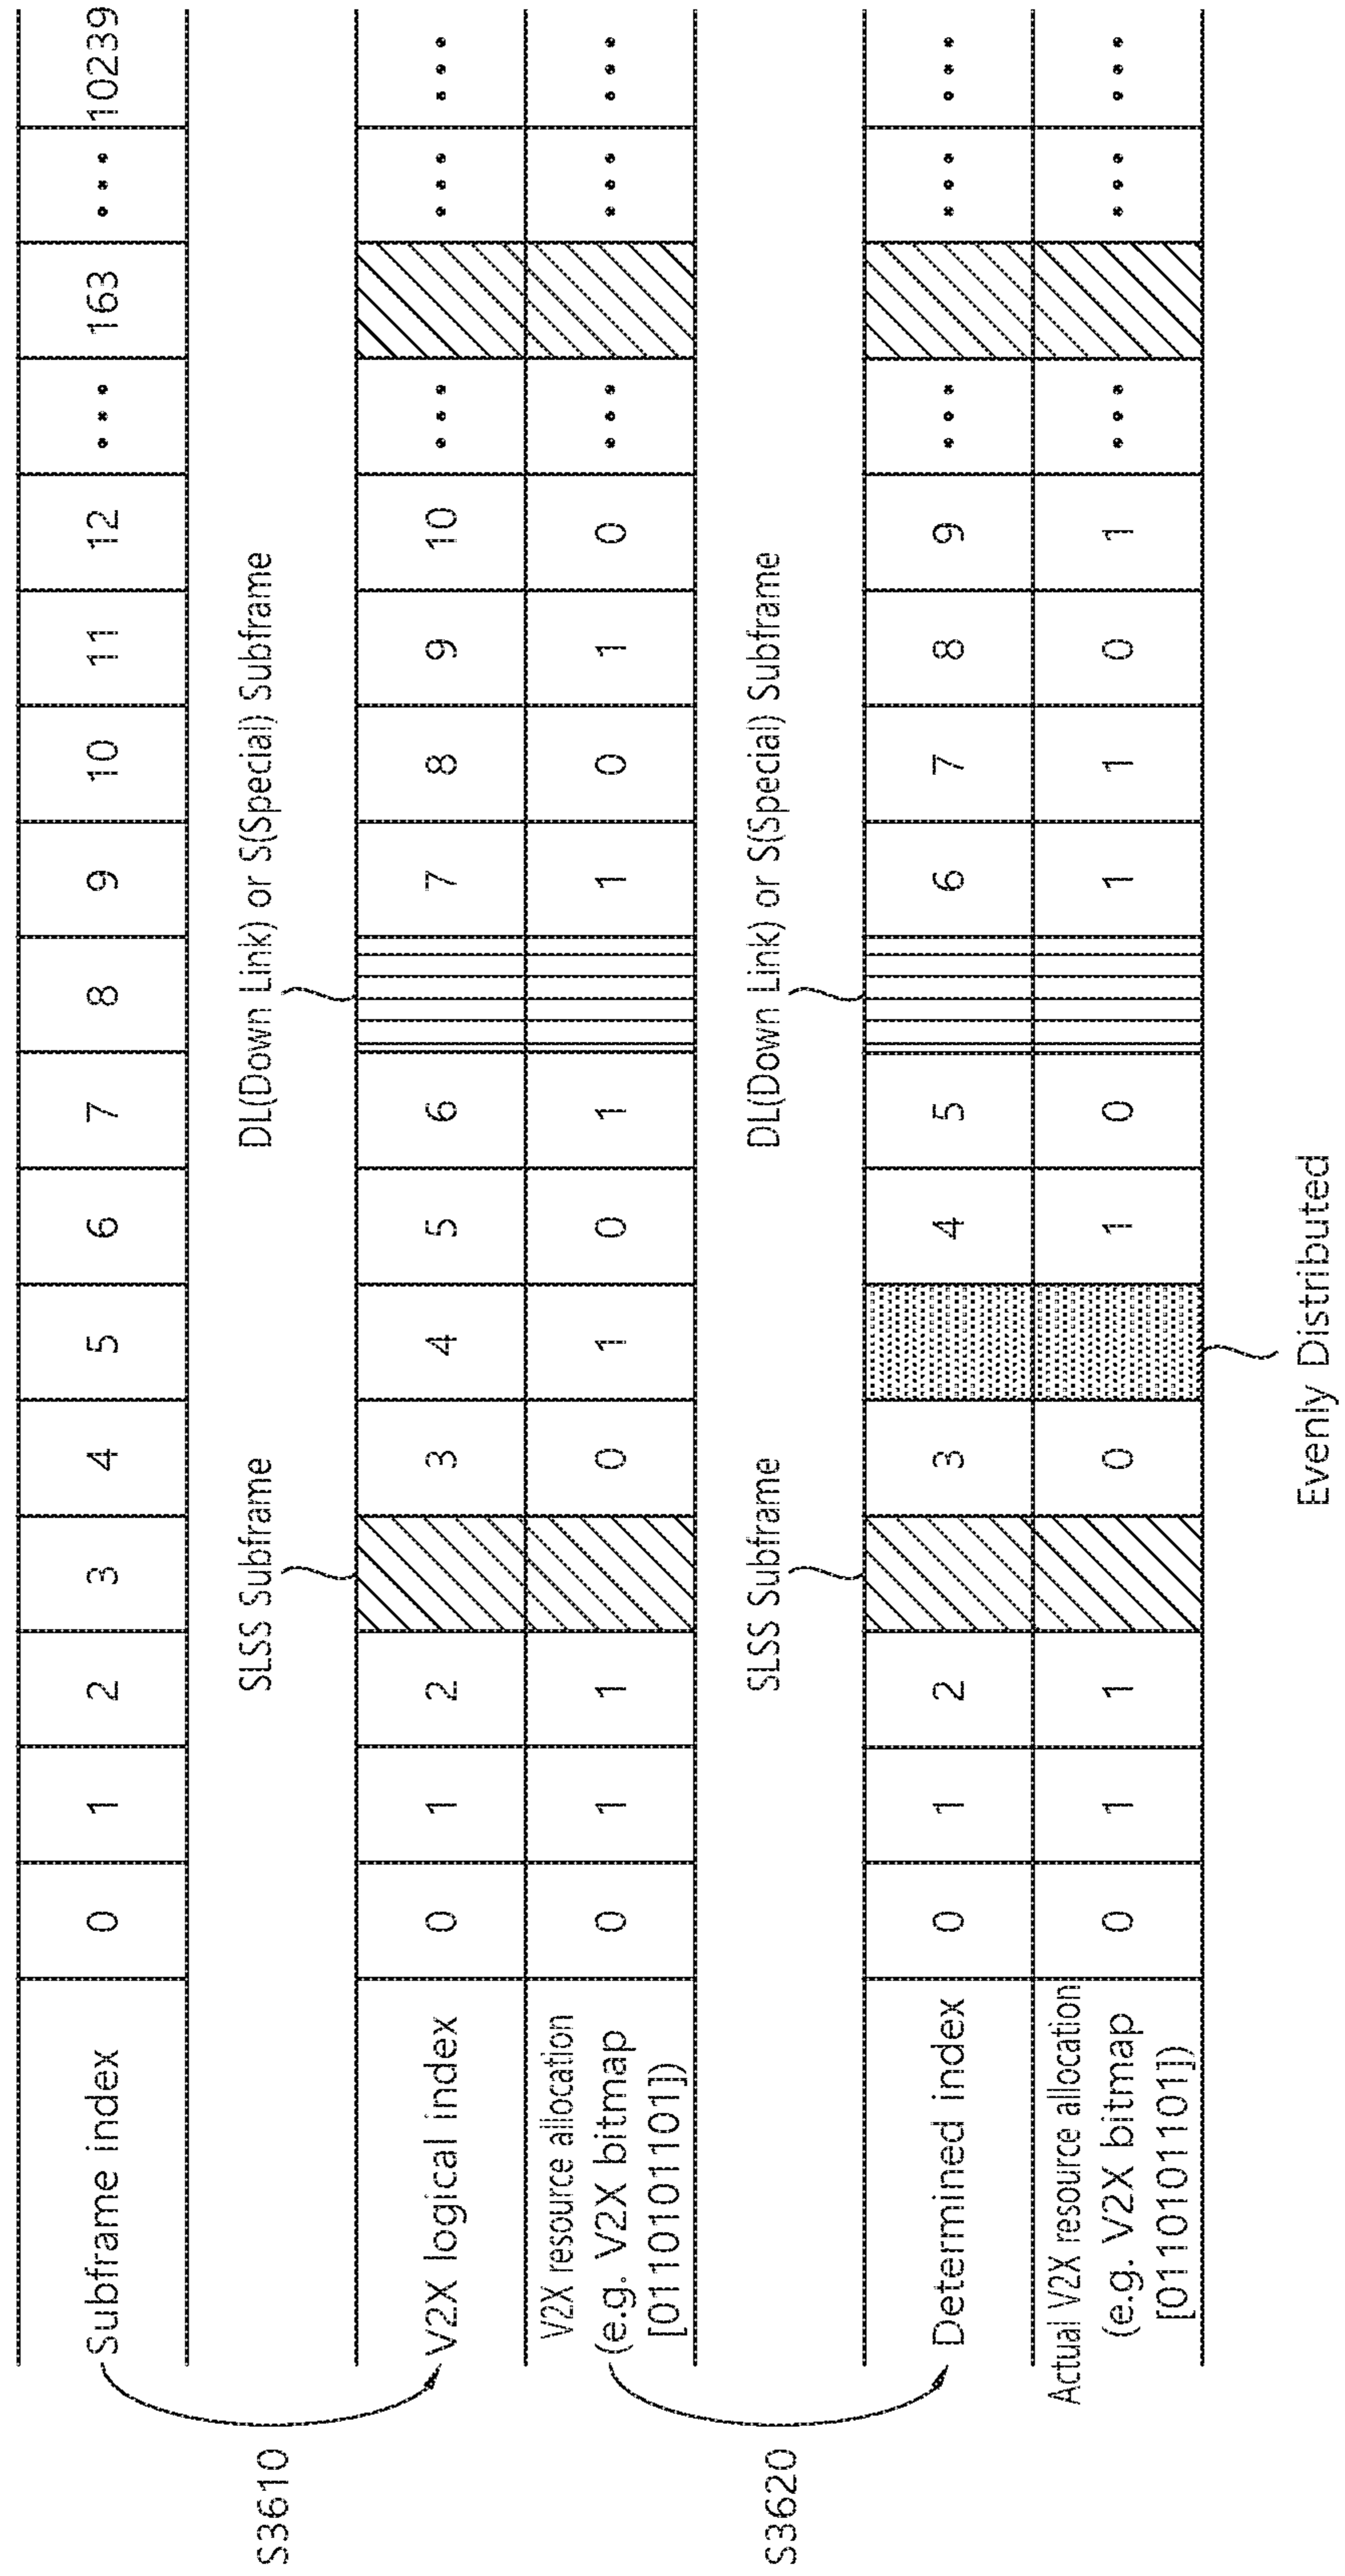 Subframe index 0 1 2 3 4 5 6 7 8 9 10 11 12 ••• 163 ••• 10239
S3610
SLSS Subframe
DL(Down Link) or S(Special) Subframe
V2X logical index 0 1 2 3 4 5 6 7 8 9 10 ••• ••• •••
V2X resource allocation
(e.g. V2X bitmap
[0110101101])
0 1 1 0 1 0 1 1 0 1 0 ••• ••• •••
S3620
SLSS Subframe
DL(Down Link) or S(Special) Subframe
Determined index 0 1 2 3 4 5 6 7 8 9 ••• ••• •••
Actual V2X resource allocation
(e.g. V2X bitmap
[0110101101])
0 1 1 0 1 0 1 1 0 1 ••• ••• •••
Evenly Distributed